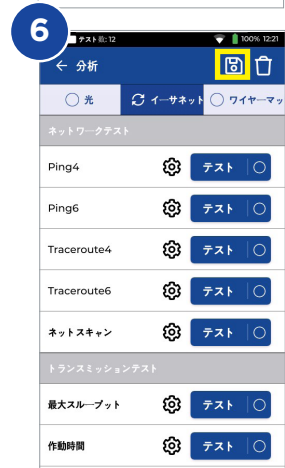 6
テスト数: 12 100% 12:21
分析
光 イーサネット ワイヤーマッ
ネットワークテスト
Ping4 テスト
Ping6 テスト
Traceroute4 テスト
Traceroute6 テスト
ネットスキャン テスト
トランスミッションテスト
最大スループット テスト
作動時間 テスト